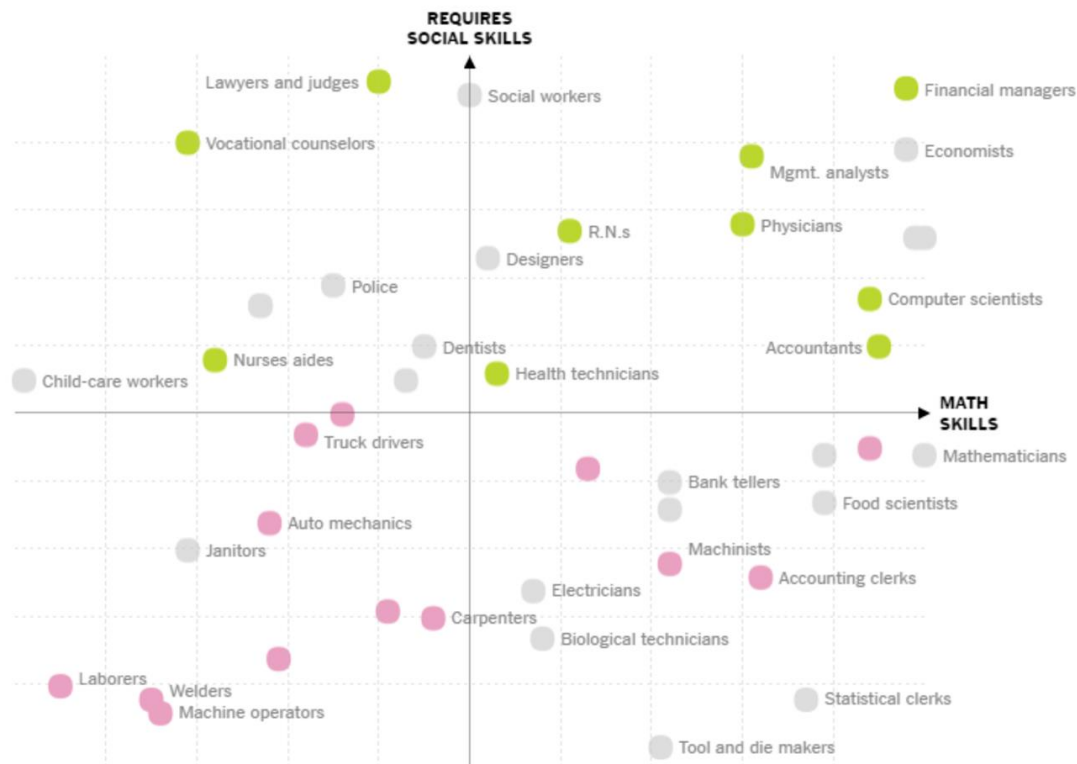 REQUIRES
SOCIAL SKILLS
Lawyers and judges
Financial managers
Social workers
Vocational counselors
Economists
Mgmt. analysts
Physicians
R.N.s
Designers
Police
Computer scientists
Dentists
Accountants
Nurses aides
Health technicians
Child-care workers
MATH
SKILLS
Truck drivers
Mathematicians
Bank tellers
Food scientists
Auto mechanics
Janitors
Machinists
Accounting clerks
Electricians
Carpenters
Biological technicians
Laborers
Welders
Statistical clerks
Machine operators
Tool and die makers